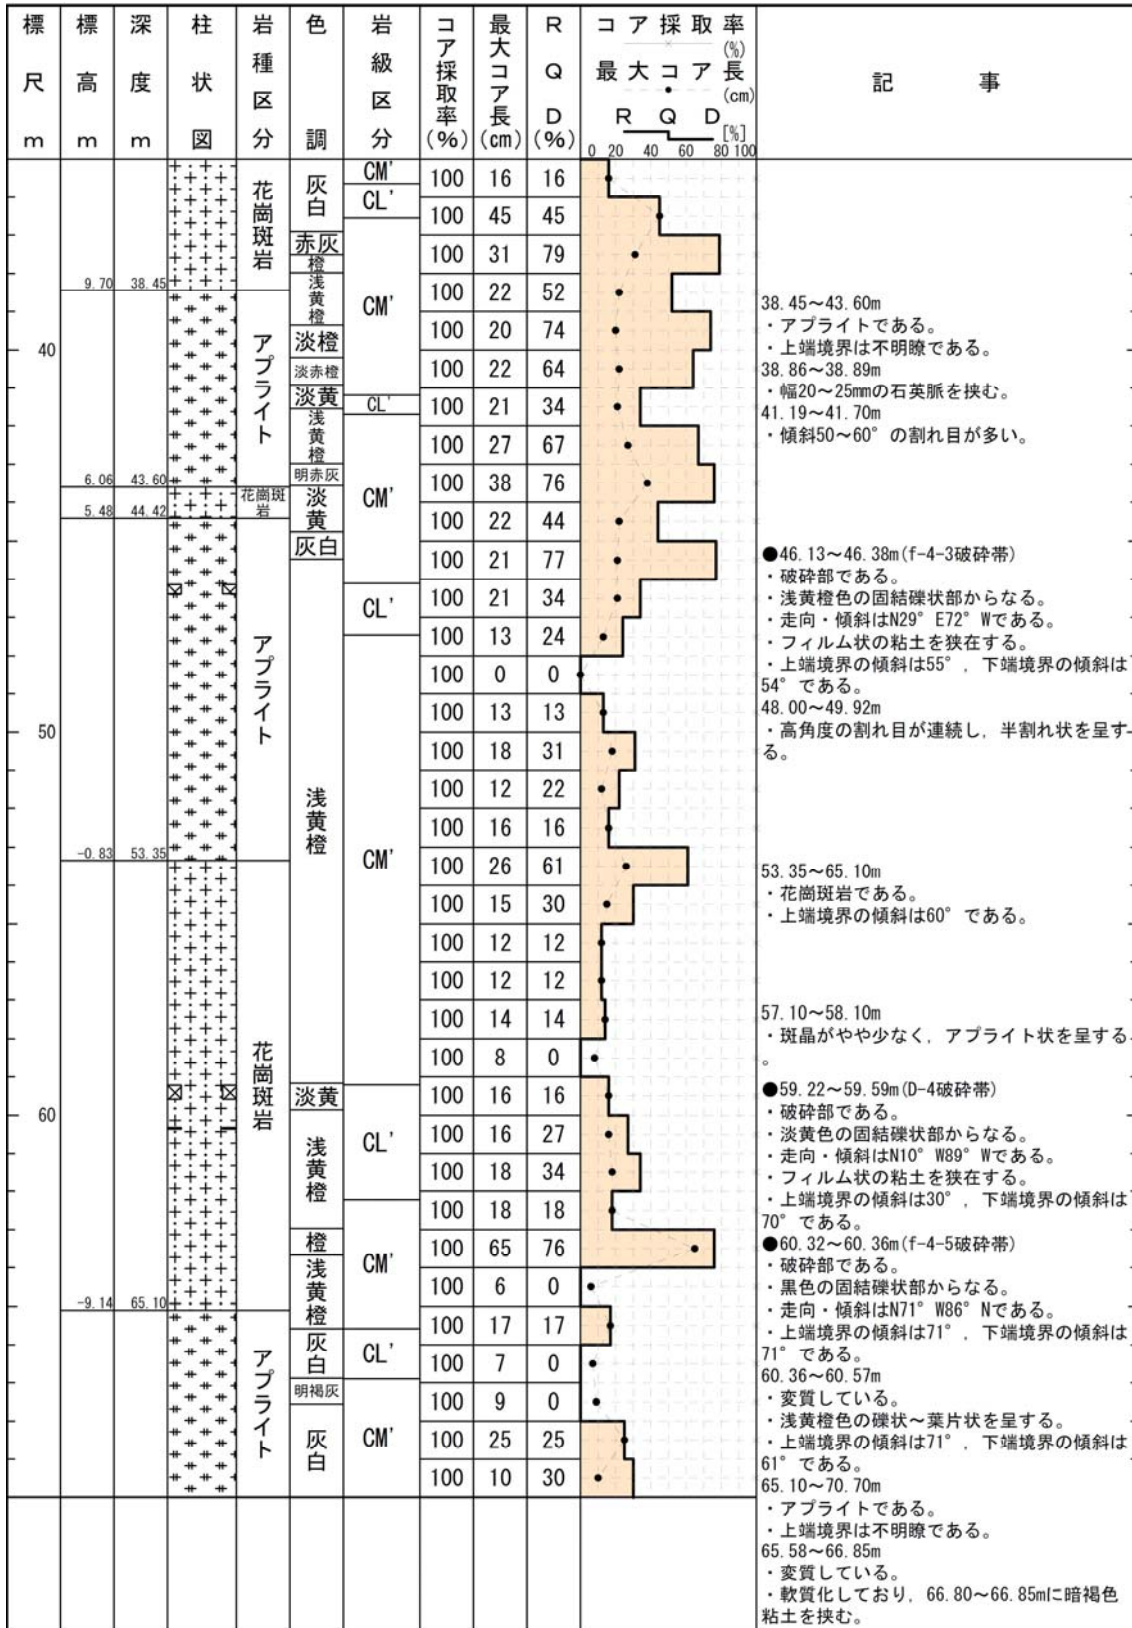 標尺m
標高m
深度m
柱状図
岩種区分
色調
岩級区分
コア採取率(%)
最大コア長(cm)
RQD(%)
コア採取率
(%)
最大コア長
(cm)
RQD
[%]
0 20 40 60 80 100
記事
花崗斑岩
灰白
CM'
100 16 16
CL'
100 45 45
赤灰
橙
100 31 79
9.70 38.45
浅黄橙
CM'
100 22 52
38.45～43.60m
・アプライトである。
・上端境界は不明瞭である。
アプライト
40
淡橙
100 20 74
淡赤橙
100 22 64
38.86～38.89m
・幅20～25mmの石英脈を挟む。
淡黄
CL'
100 21 34
41.19～41.70m
・傾斜50～60°の割れ目が多い。
浅黄橙
100 27 67
明赤灰
6.06 43.60
CM'
100 38 76
花崗斑岩
淡黄
5.48 44.42
100 22 44
灰白
100 21 77
●46.13～46.38m(f-4-3破砕帯)
・破砕部である。
・浅黄橙色の固結礫状部からなる。
・走向・傾斜はN29°E72°Wである。
・フィルム状の粘土を狭在する。
・上端境界の傾斜は55°，下端境界の傾斜は
54°である。
アプライト
CL'
100 21 34
100 13 24
100 0 0
48.00～49.92m
・高角度の割れ目が連続し，半割れ状を呈す
る。
100 13 13
50
100 18 31
浅黄橙
100 12 22
100 16 16
-0.83 53.35
CM'
100 26 61
53.35～65.10m
・花崗斑岩である。
・上端境界の傾斜は60°である。
100 15 30
100 12 12
100 12 12
100 14 14
57.10～58.10m
・斑晶がやや少なく，アプライト状を呈する
。
花崗斑岩
100 8 0
淡黄
100 16 16
●59.22～59.59m(D-4破砕帯)
・破砕部である。
・淡黄色の固結礫状部からなる。
・走向・傾斜はN10°W89°Wである。
・フィルム状の粘土を狭在する。
・上端境界の傾斜は30°，下端境界の傾斜は
70°である。
60
浅黄橙
CL'
100 16 27
100 18 34
100 18 18
橙
CM'
100 65 76
●60.32～60.36m(f-4-5破砕帯)
・破砕部である。
・黒色の固結礫状部からなる。
・走向・傾斜はN71°W86°Nである。
・上端境界の傾斜は71°，下端境界の傾斜は
71°である。
浅黄橙
100 6 0
-9.14 65.10
100 17 17
アプライト
灰白
CL'
100 7 0
60.36～60.57m
・変質している。
・浅黄橙色の礫状～葉片状を呈する。
・上端境界の傾斜は71°，下端境界の傾斜は
61°である。
明褐灰
100 9 0
灰白
CM'
100 25 25
100 10 30
65.10～70.70m
・アプライトである。
・上端境界は不明瞭である。
65.58～66.85m
・変質している。
・軟質化しており，66.80～66.85mに暗褐色
粘土を挟む。